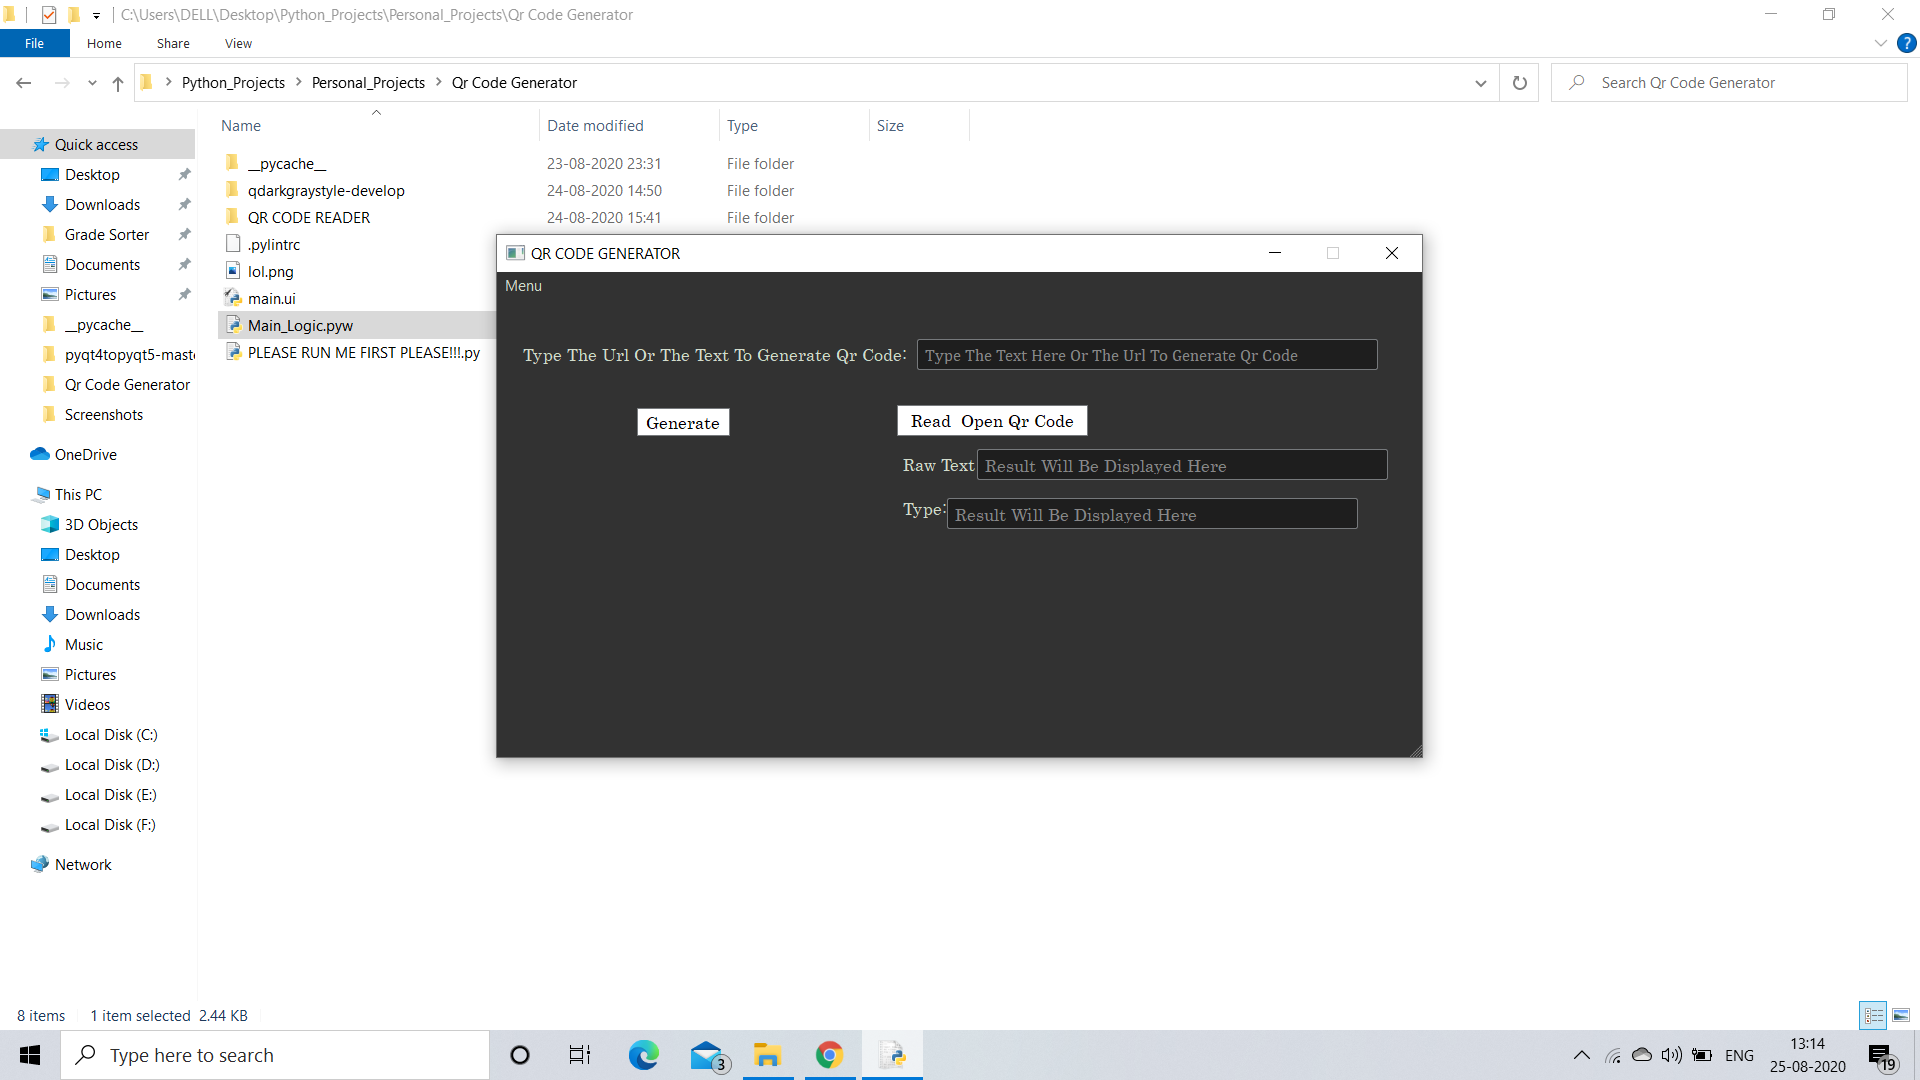 C:\Users\DELL\Desktop\Python_Projects\Personal_Projects\Qr Code Generator
File Home Share View
Python_Projects Personal_Projects Qr Code Generator
Search Qr Code Generator
Name Date modified Type Size
Quick access
Desktop
Downloads
Grade Sorter
Documents
Pictures
__pycache__
pyqt4topyqt5-maste
Qr Code Generator
Screenshots
OneDrive
This PC
3D Objects
Desktop
Documents
Downloads
Music
Pictures
Videos
Local Disk (C:)
Local Disk (D:)
Local Disk (E:)
Local Disk (F:)
Network
__pycache__ 23-08-2020 23:31 File folder
qdarkgraystyle-develop 24-08-2020 14:50 File folder
QR CODE READER 24-08-2020 15:41 File folder
.pylintrc
lol.png
main.ui
Main_Logic.pyw
PLEASE RUN ME FIRST PLEASE!!!.py
QR CODE GENERATOR
Menu
Type The Url Or The Text To Generate Qr Code: Type The Text Here Or The Url To Generate Qr Code
Generate Read Open Qr Code
Raw Text Result Will Be Displayed Here
Type: Result Will Be Displayed Here
8 items 1 item selected 2.44 KB
Type here to search
3
ENG
13:14
25-08-2020
19